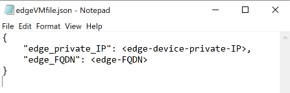 edgeVMfile.json - Notepad
File Edit Format View Help
{
"edge_private_IP": <edge-device-private-IP>,
"edge_FQDN": <edge-FQDN>
}